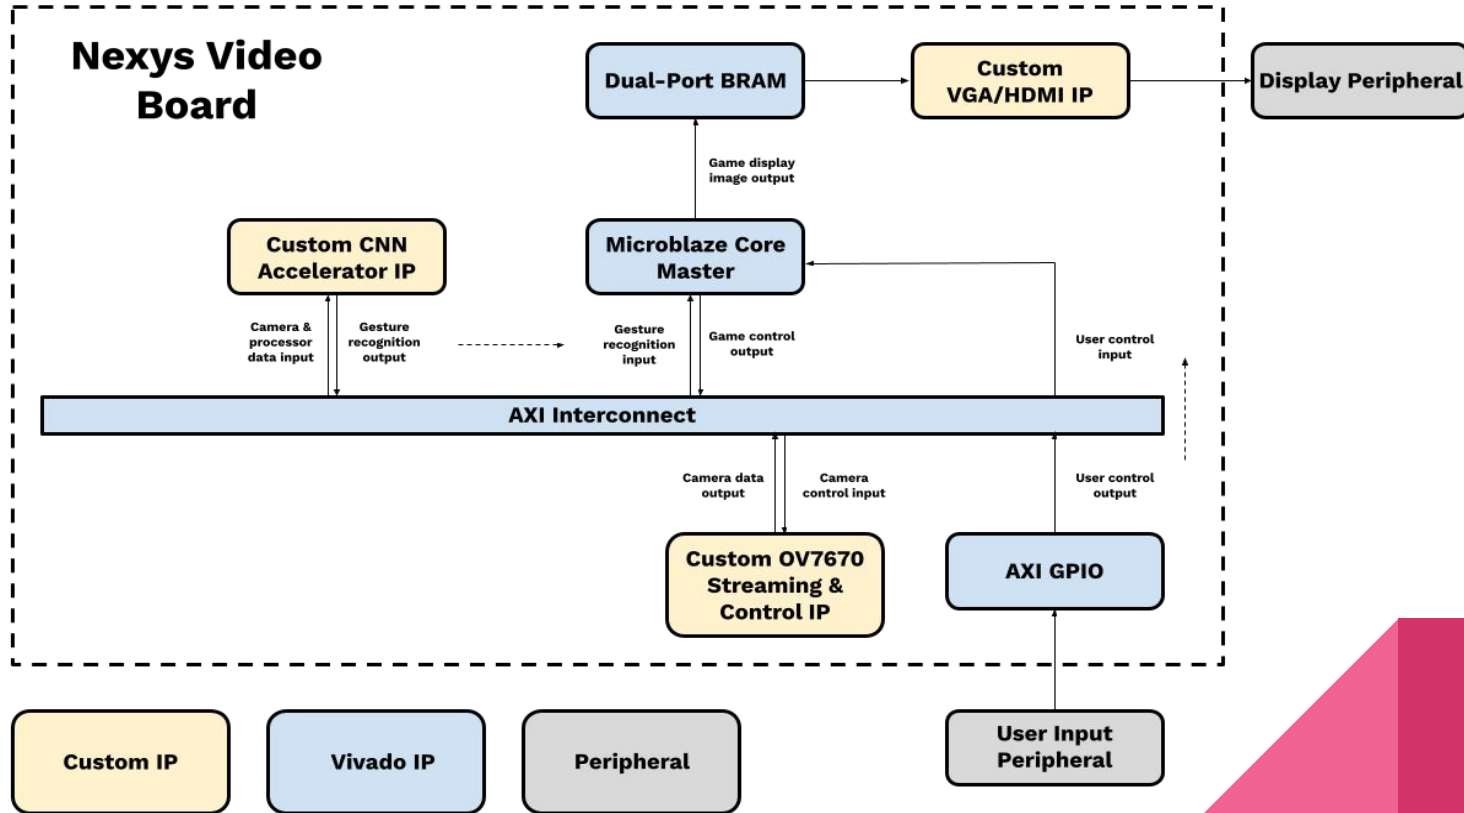 Nexys Video
Board
Dual-Port BRAM
Custom
VGA/HDMI IP
Display Peripheral
Game display
image output
Custom CNN
Accelerator IP
Microblaze Core
Master
Camera &
processor
data input
Gesture
recognition
output
Gesture
recognition
input
Game control
output
User control
input
AXI Interconnect
Camera data
output
Camera
control input
User control
output
Custom OV7670
Streaming &
Control IP
AXI GPIO
Custom IP
Vivado IP
Peripheral
User Input
Peripheral